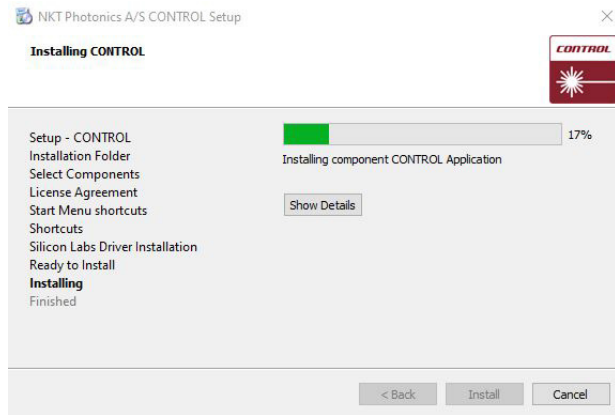 NKT Photonics A/S CONTROL Setup
Installing CONTROL
CONTROL
Setup - CONTROL
Installation Folder
Select Components
License Agreement
Start Menu shortcuts
Shortcuts
Silicon Labs Driver Installation
Ready to Install
Installing
Finished
17%
Installing component CONTROL Application
Show Details
< Back
Install
Cancel